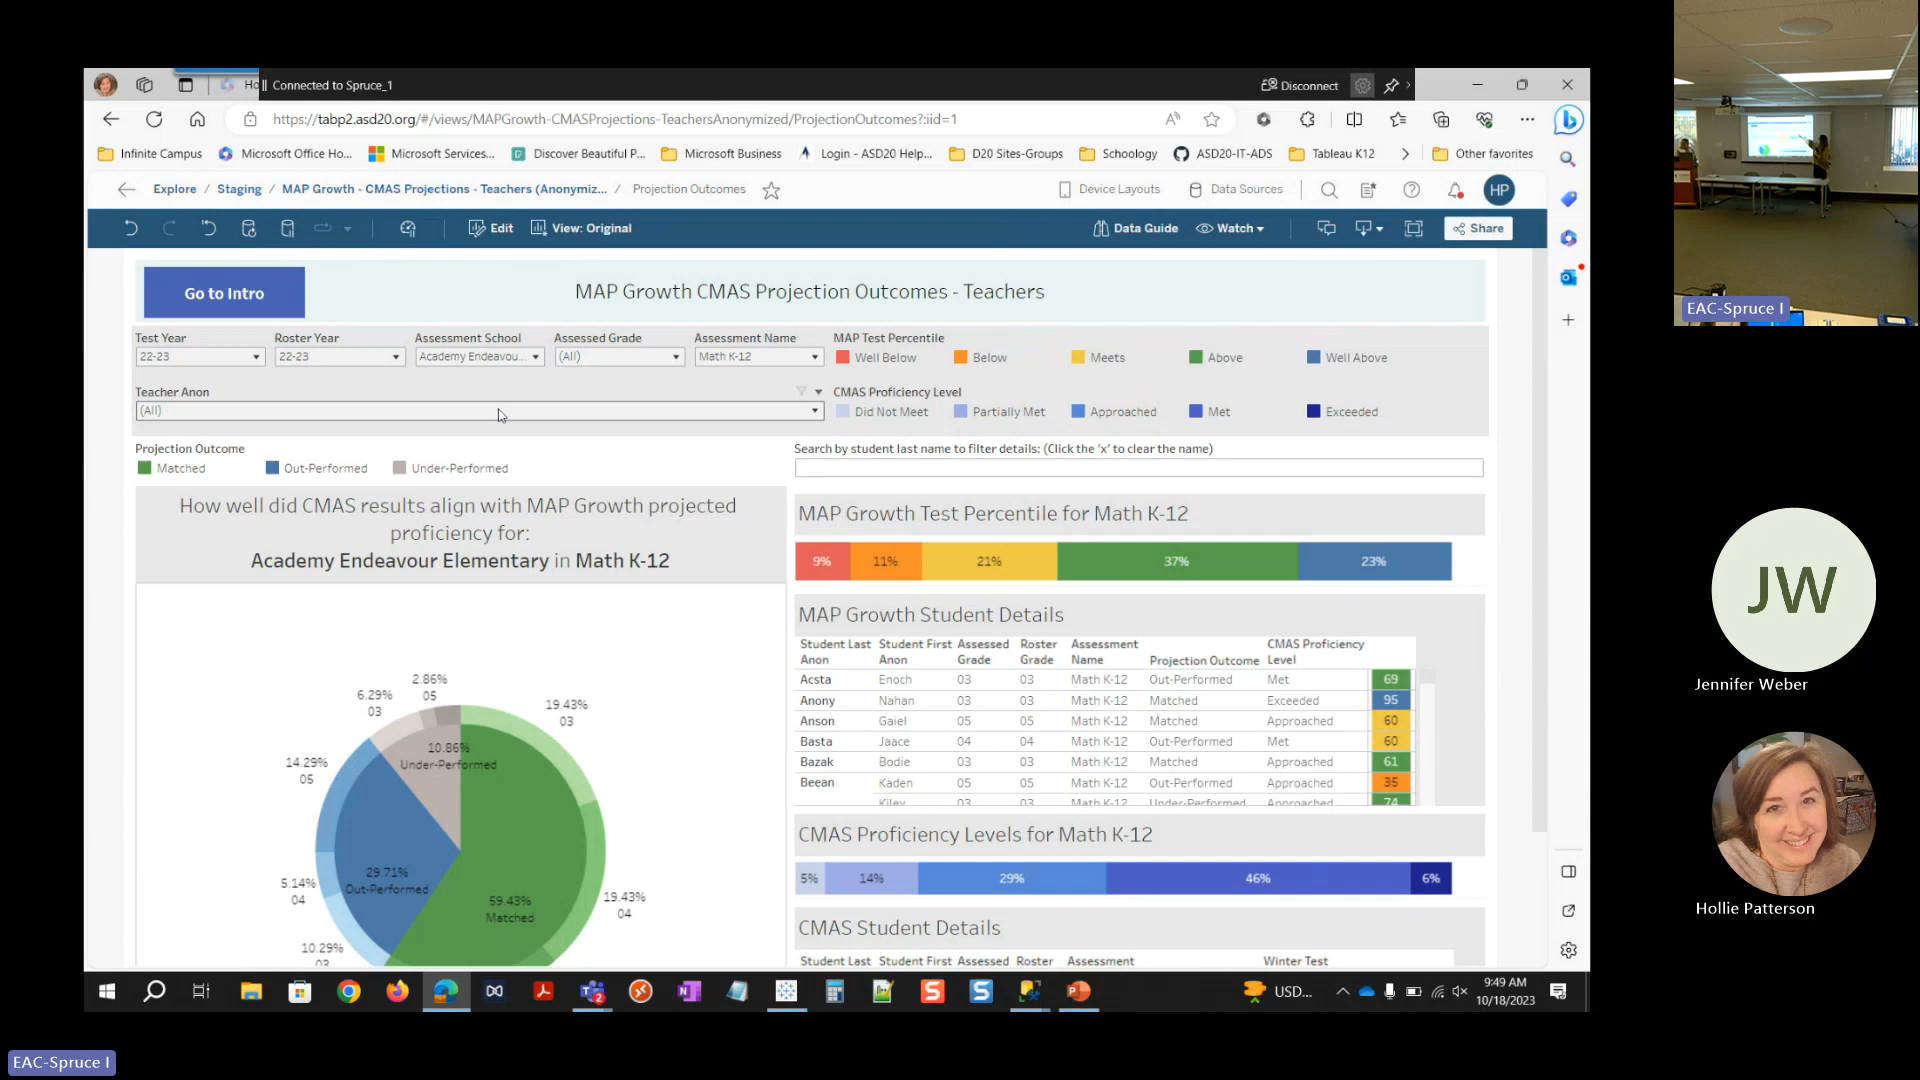 Ho
Connected to Spruce_1
Disconnect
https://tabp2.asd20.org/#/views/MAPGrowth-CMASProjections-TeachersAnonymized/ProjectionOutcomes?:iid=1
Infinite Campus
Microsoft Office Ho...
Microsoft Services...
Discover Beautiful P...
Microsoft Business
Login - ASD20 Help...
D20 Sites-Groups
Schoology
ASD20-IT-ADS
Tableau K12
Other favorites
Explore / Staging / MAP Growth - CMAS Projections - Teachers (Anonymiz... / Projection Outcomes
Device Layouts
Data Sources
HP
Edit
View: Original
Data Guide
Watch
Share
Go to Intro
MAP Growth CMAS Projection Outcomes - Teachers
Test Year
22-23
Roster Year
22-23
Assessment School
Academy Endeavou...
Assessed Grade
(All)
Assessment Name
Math K-12
MAP Test Percentile
Well Below Below Meets Above Well Above
Teacher Anon
(All)
CMAS Proficiency Level
Did Not Meet Partially Met Approached Met Exceeded
Projection Outcome
Matched Out-Performed Under-Performed
Search by student last name to filter details: (Click the 'x' to clear the name)
How well did CMAS results align with MAP Growth projected
proficiency for:
Academy Endeavour Elementary in Math K-12
2.86%
05
6.29%
03
19.43%
03
10.86%
Under-Performed
14.29%
05
29.71%
Out-Performed
5.14%
04
59.43%
Matched
19.43%
04
10.29%
03
MAP Growth Test Percentile for Math K-12
9% 11% 21% 37% 23%
MAP Growth Student Details
Student Last Anon Student First Anon Assessed Grade Roster Grade Assessment Name Projection Outcome CMAS Proficiency Level
Acsta Enoch 03 03 Math K-12 Out-Performed Met 69
Anony Nahan 03 03 Math K-12 Matched Exceeded 95
Anson Gaiel 05 05 Math K-12 Matched Approached 60
Basta Jaace 04 04 Math K-12 Out-Performed Met 60
Bazak Bodie 03 03 Math K-12 Matched Approached 61
Beean Kaden 05 05 Math K-12 Out-Performed Approached 35
Kiley 03 03 Math K-12 Under-Performed Approached 74
CMAS Proficiency Levels for Math K-12
5% 14% 29% 46% 6%
CMAS Student Details
Student Last Student First Assessed Roster Assessment Winter Test
USD...
9:49 AM
10/18/2023
EAC-Spruce I
JW
Jennifer Weber
Hollie Patterson
EAC-Spruce I